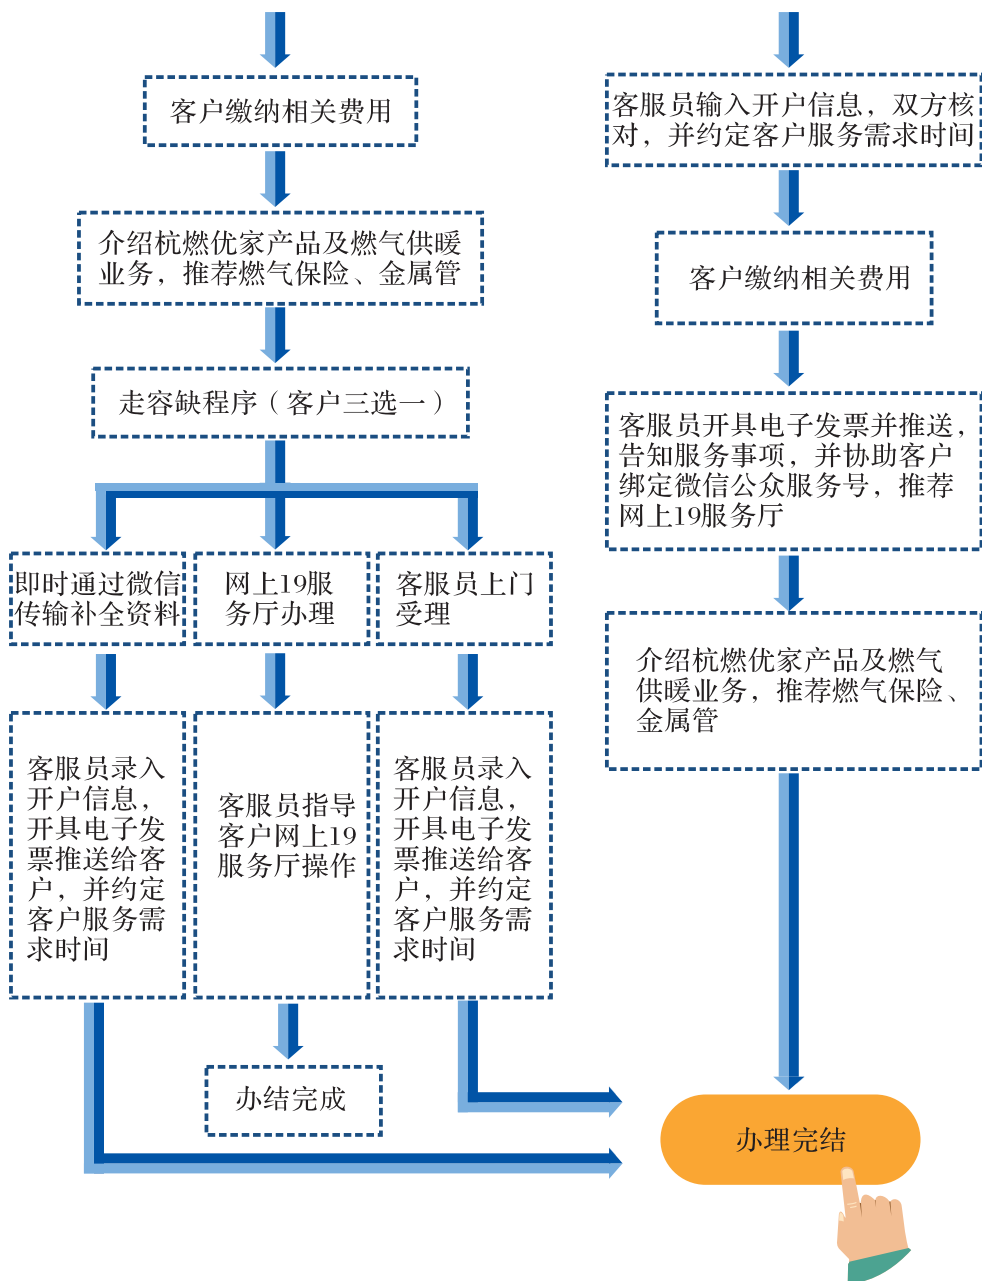 客户缴纳相关费用
介绍杭燃优家产品及燃气供暖
业务，推荐燃气保险、金属管
走容缺程序（客户三选一）
即时通过微信
传输补全资料
网上19服
务厅办理
客服员上门
受理
客服员录入
开户信息，
开具电子发
票推送给客
户，并约定
客户服务需
求时间
客服员指导
客户网上19
服务厅操作
客服员录入
开户信息，
开具电子发
票推送给客
户，并约定
客户服务需
求时间
办结完成
客服员输入开户信息，双方核
对，并约定客户服务需求时间
客户缴纳相关费用
客服员开具电子发票并推送，
告知服务事项，并协助客户
绑定微信公众服务号，推荐
网上19服务厅
介绍杭燃优家产品及燃气
供暖业务，推荐燃气保险、
金属管
办理完结